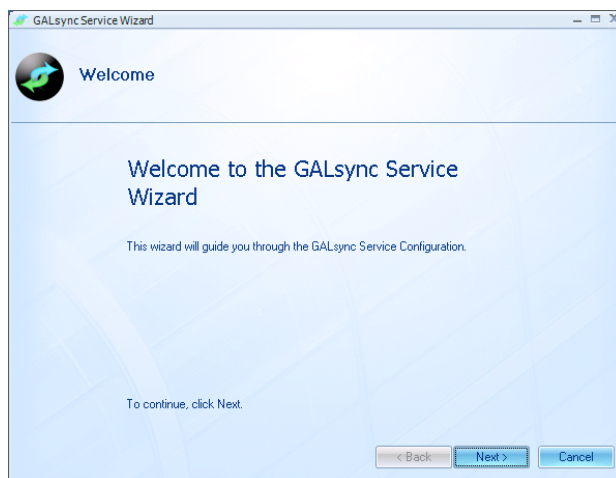 GALsync Service Wizard
Welcome
Welcome to the GALsync Service
Wizard
This wizard will guide you through the GALsync Service Configuration.
To continue, click Next.
< Back Next > Cancel